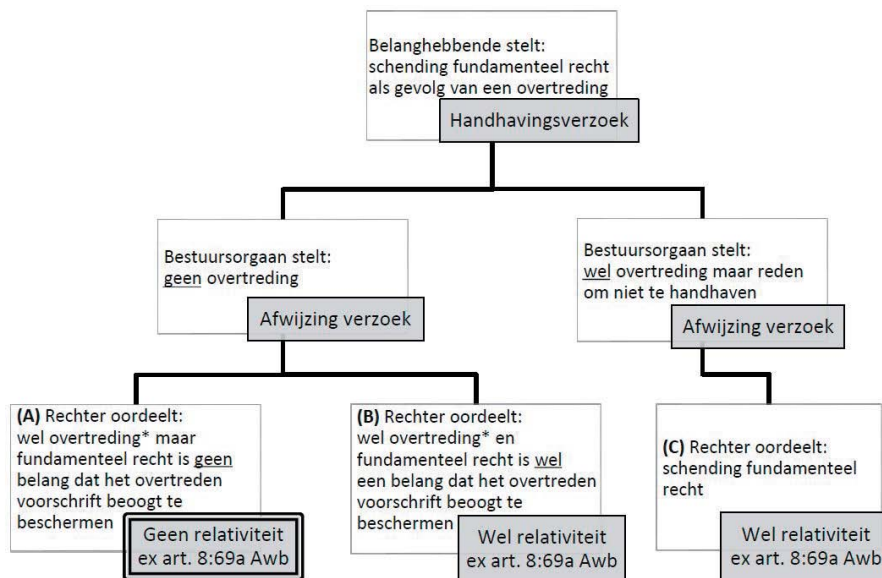 Belanghebbende stelt:
schending fundamenteel recht
als gevolg van een overtreding
Handhavingsverzoek
Bestuursorgaan stelt:
geen overtreding
Afwijzing verzoek
Bestuursorgaan stelt:
wel overtreding maar reden
om niet te handhaven
Afwijzing verzoek
(A) Rechter oordeelt:
wel overtreding* maar
fundamenteel recht is geen
belang dat het overtreden
voorschrift beoogt te
beschermen
Geen relativiteit
ex art. 8:69a Awb
(B) Rechter oordeelt:
wel overtreding* en
fundamenteel recht is wel
een belang dat het overtreden
voorschrift beoogt te
beschermen
Wel relativiteit
ex art. 8:69a Awb
(C) Rechter oordeelt:
schending fundamenteel
recht
Wel relativiteit
ex art. 8:69a Awb